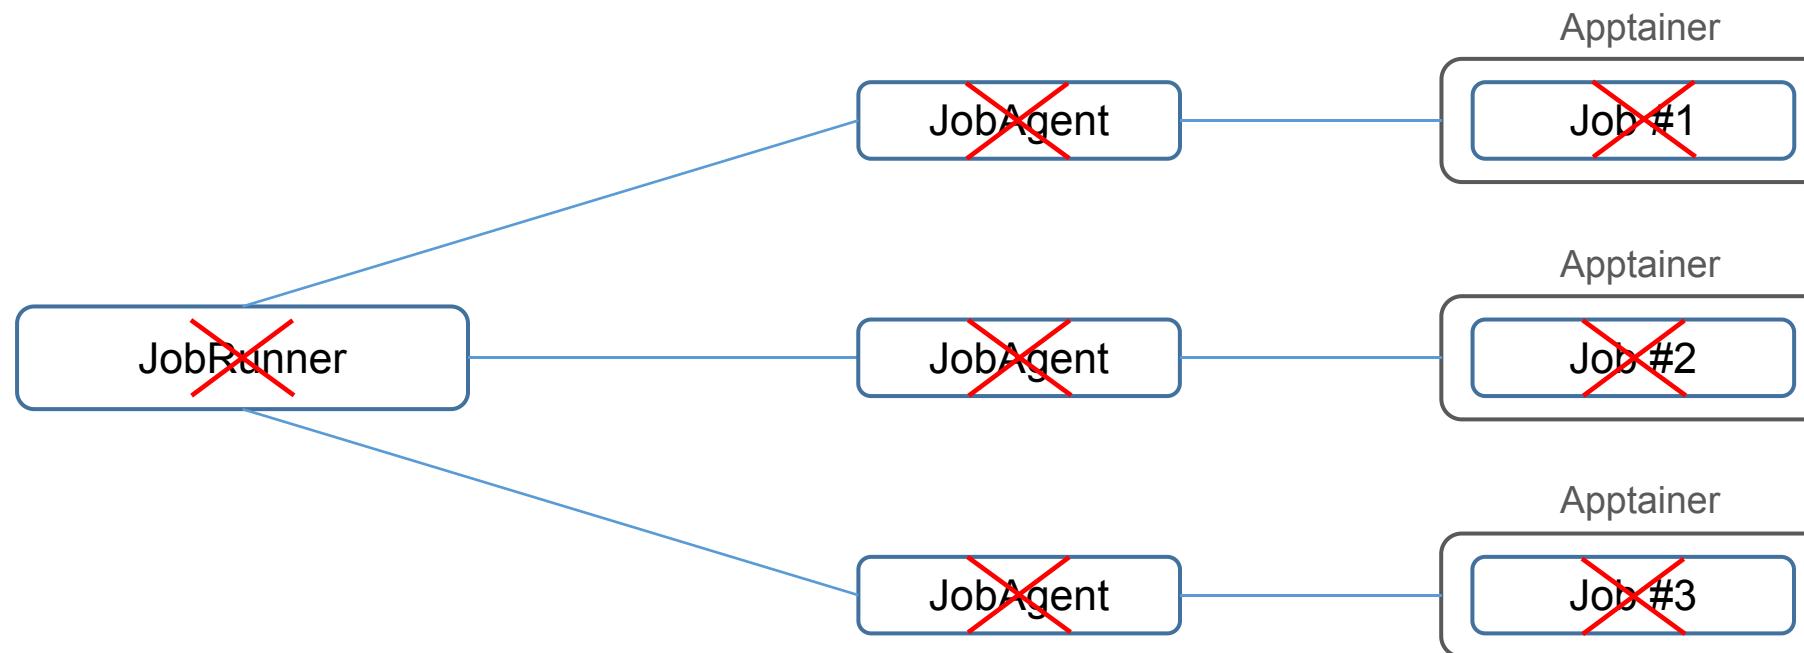 Apptainer
JobAgent
Job #1
Apptainer
JobRunner
JobAgent
Job #2
Apptainer
JobAgent
Job #3